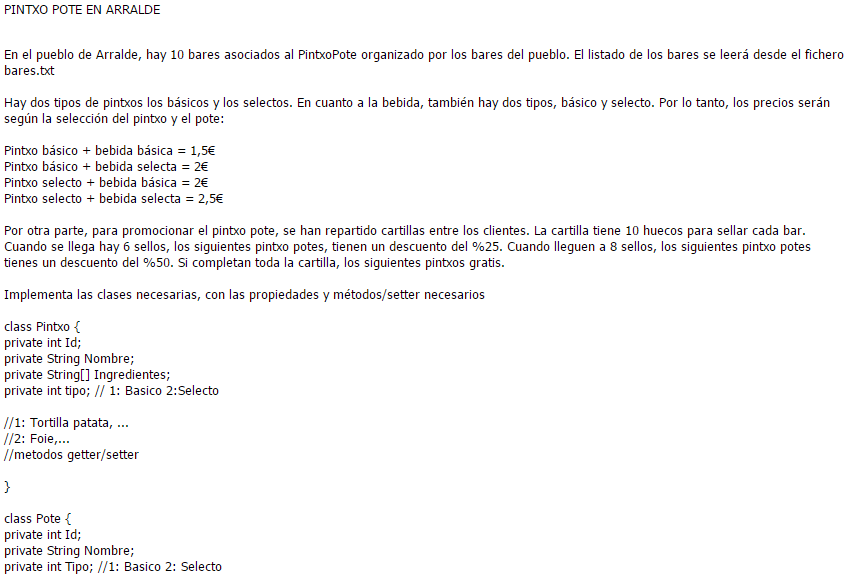 PINTXO POTE EN ARRALDE
En el pueblo de Arralde, hay 10 bares asociados al PintxoPote organizado por los bares del pueblo. El listado de los bares se leerá desde el fichero
bares.txt
Hay dos tipos de pintxos los básicos y los selectos. En cuanto a la bebida, también hay dos tipos, básico y selecto. Por lo tanto, los precios serán
según la selección del pintxo y el pote:
Pintxo básico + bebida básica = 1,5€
Pintxo básico + bebida selecta = 2€
Pintxo selecto + bebida básica = 2€
Pintxo selecto + bebida selecta = 2,5€
Por otra parte, para promocionar el pintxo pote, se han repartido cartillas entre los clientes. La cartilla tiene 10 huecos para sellar cada bar.
Cuando se llega hay 6 sellos, los siguientes pintxo potes, tienen un descuento del %25. Cuando lleguen a 8 sellos, los siguientes pintxo potes
tienes un descuento del %50. Si completan toda la cartilla, los siguientes pintxos gratis.
Implementa las clases necesarias, con las propiedades y métodos/setter necesarios
class Pintxo {
private int Id;
private String Nombre;
private String[] Ingredientes;
private int tipo; // 1: Basico 2:Selecto
//1: Tortilla patata, ...
//2: Foie,...
//metodos getter/setter
}
class Pote {
private int Id;
private String Nombre;
private int Tipo; //1: Basico 2: Selecto